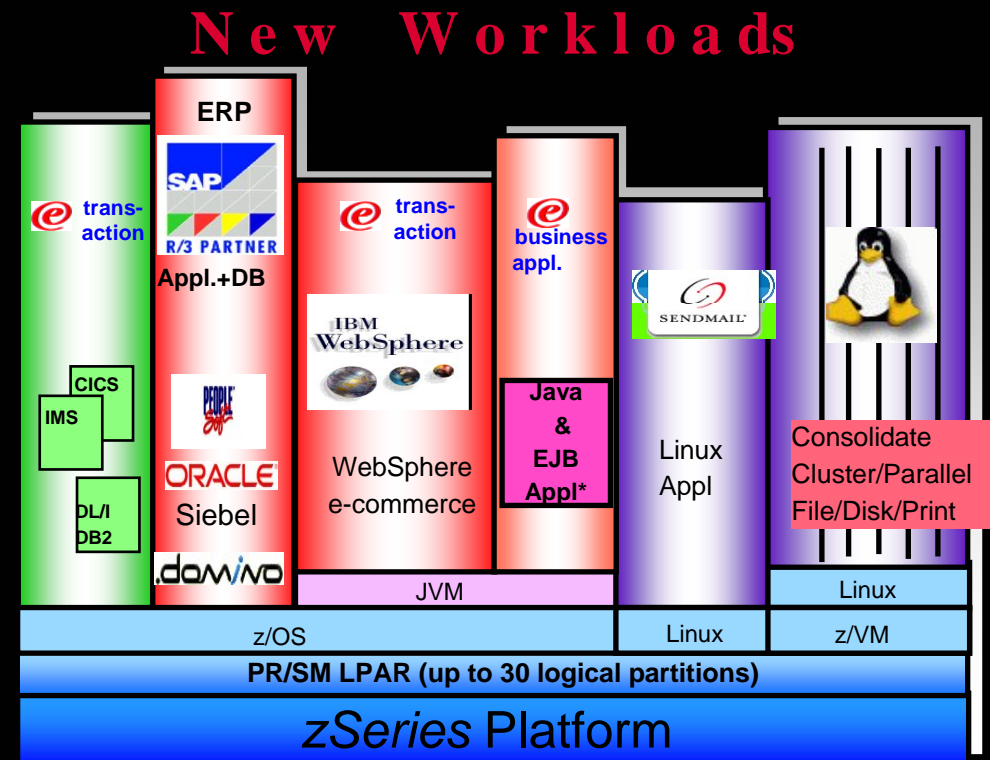 New Workloads
e trans-
action
CICS
IMS
DL/I
DB2
ERP
SAP
R/3 PARTNER
Appl.+DB
PEOPLE
Soft
ORACLE
Siebel
.domino
e trans-
action
IBM
WebSphere
WebSphere
e-commerce
e
business
appl.
Java
&
EJB
Appl*
JVM
SENDMAIL
Linux
Appl
Consolidate
Cluster/Parallel
File/Disk/Print
Linux
z/OS
Linux
z/VM
PR/SM LPAR (up to 30 logical partitions)
zSeries Platform